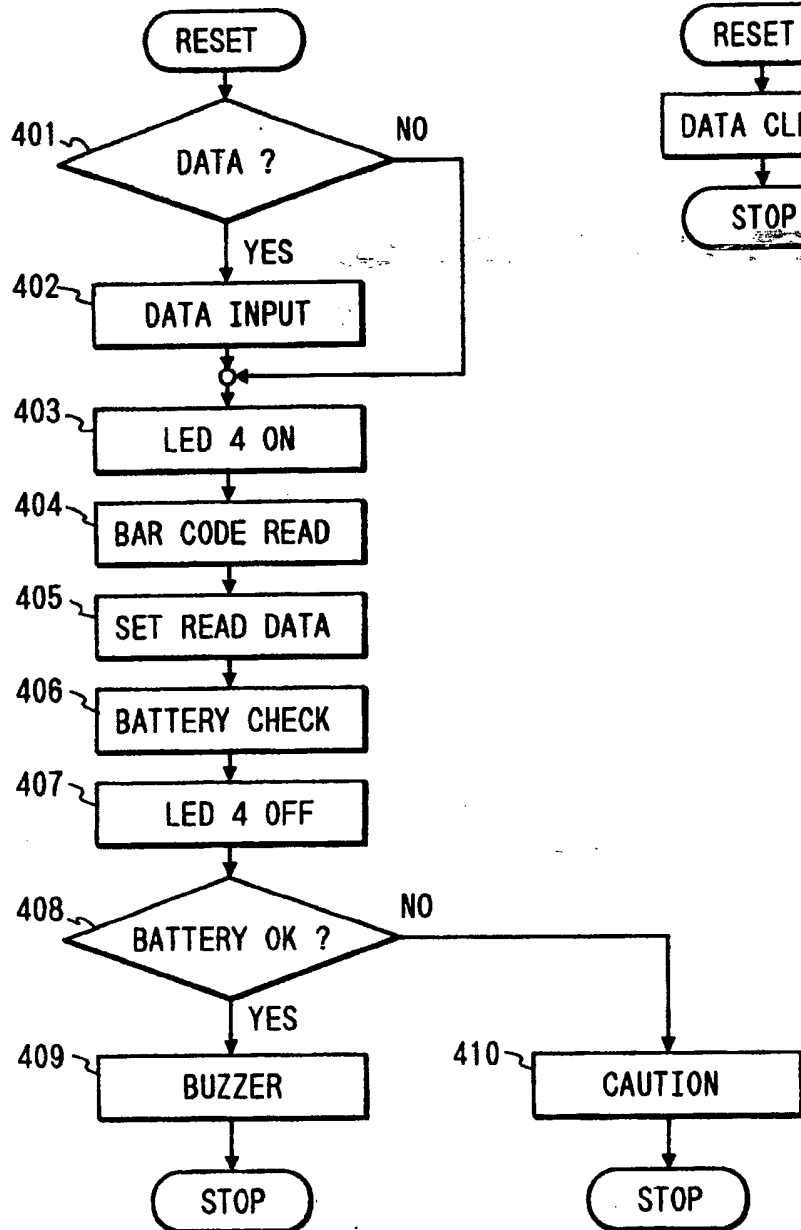 RESET
401
DATA ?
NO
YES
402
DATA INPUT
403
LED 4 ON
404
BAR CODE READ
405
SET READ DATA
406
BATTERY CHECK
407
LED 4 OFF
408
BATTERY OK ?
NO
YES
409
BUZZER
STOP
410
CAUTION
STOP
RESET
DATA
STOP